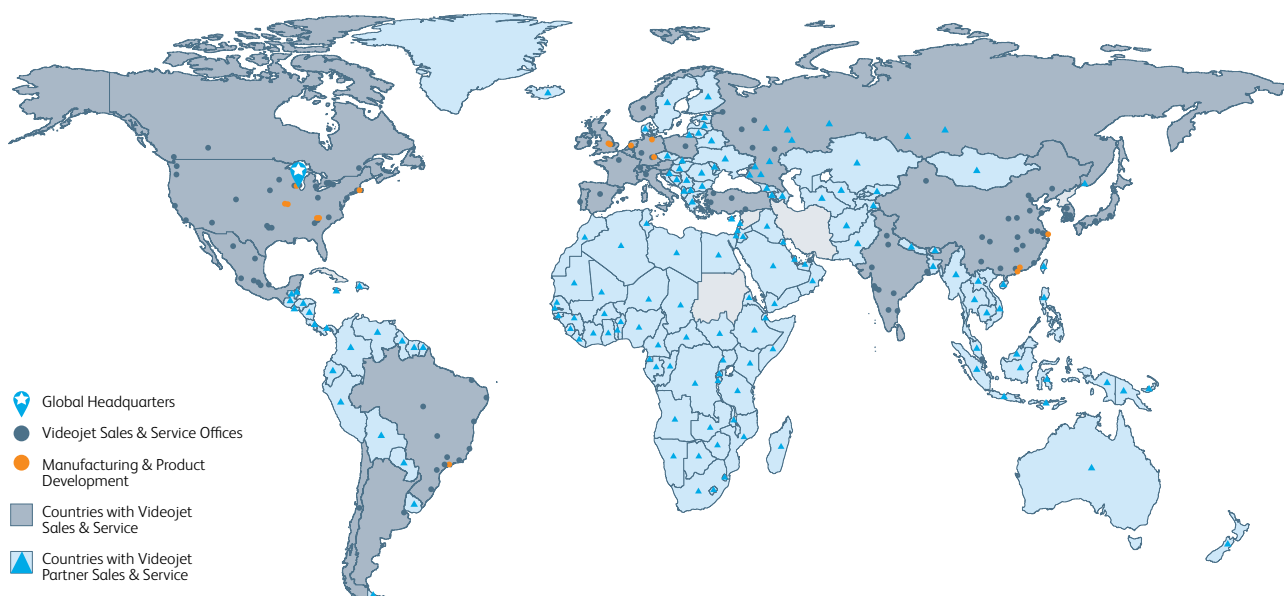 Global Headquarters
Videojet Sales & Service Offices
Manufacturing & Product
Development
Countries with Videojet
Sales & Service
Countries with Videojet
Partner Sales & Service